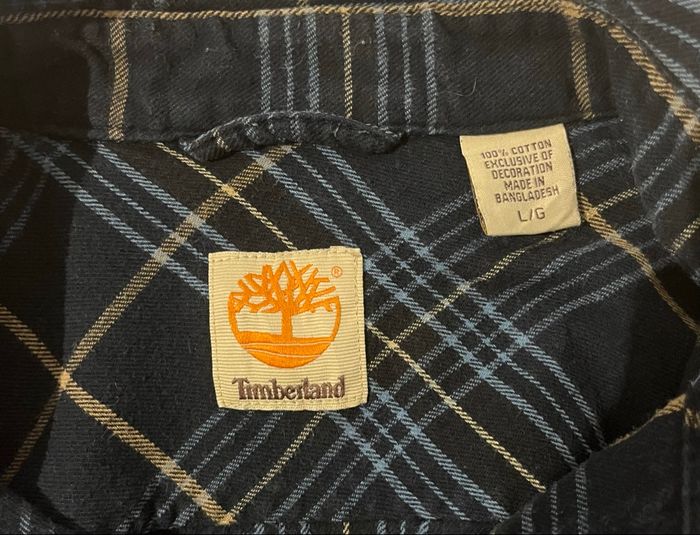 100% COTTON
EXCLUSIVE OF
DECORATION
MADE IN
BANGLADESH
L/G
®
Timberland